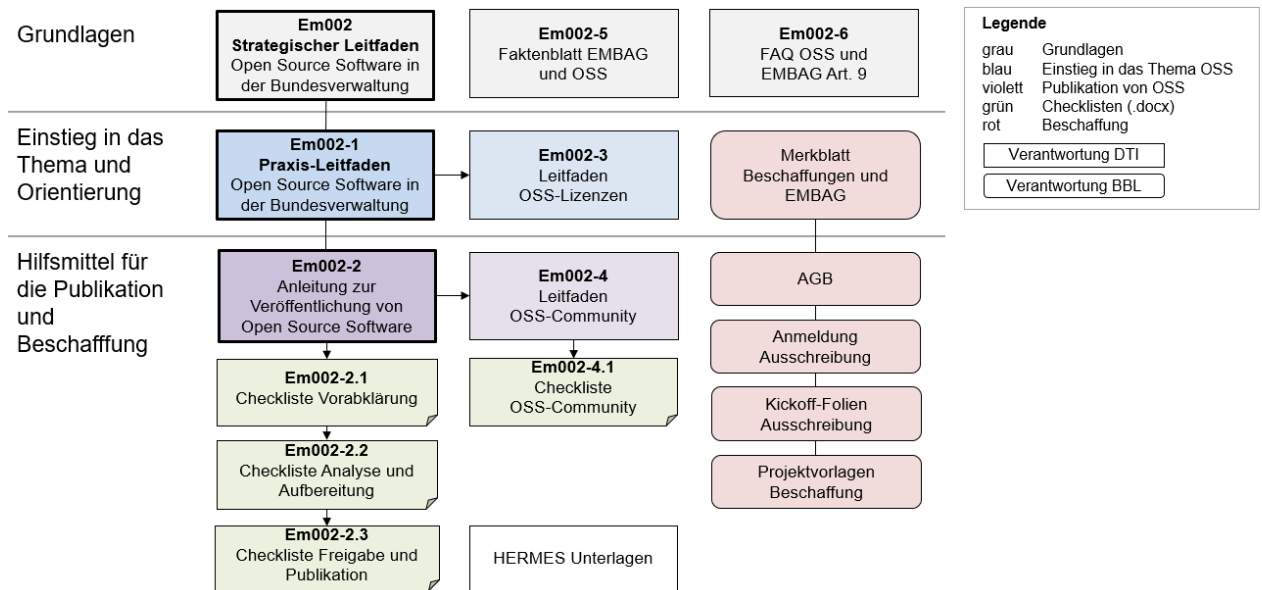 Grundlagen
Em002
Strategischer Leitfaden
Open Source Software in
der Bundesverwaltung
Em002-5
Faktenblatt EMBAG
und OSS
Em002-6
FAQ OSS und
EMBAG Art. 9
Legende
grau Grundlagen
blau Einstieg in das Thema OSS
violett Publikation von OSS
grün Checklisten (.docx)
rot Beschaffung
Verantwortung DTI
Verantwortung BBL
Einstieg in das
Thema und
Orientierung
Em002-1
Praxis-Leitfaden
Open Source Software in
der Bundesverwaltung
Em002-3
Leitfaden
OSS-Lizenzen
Merkblatt
Beschaffungen und
EMBAG
Hilfsmittel für
die Publikation
und
Beschafffung
Em002-2
Anleitung zur
Veröffentlichung von
Open Source Software
Em002-4
Leitfaden
OSS-Community
AGB
Anmeldung
Ausschreibung
Em002-2.1
Checkliste Vorabklärung
Em002-4.1
Checkliste
OSS-Community
Kickoff-Folien
Ausschreibung
Em002-2.2
Checkliste Analyse und
Aufbereitung
Projektvorlagen
Beschaffung
Em002-2.3
Checkliste Freigabe und
Publikation
HERMES Unterlagen